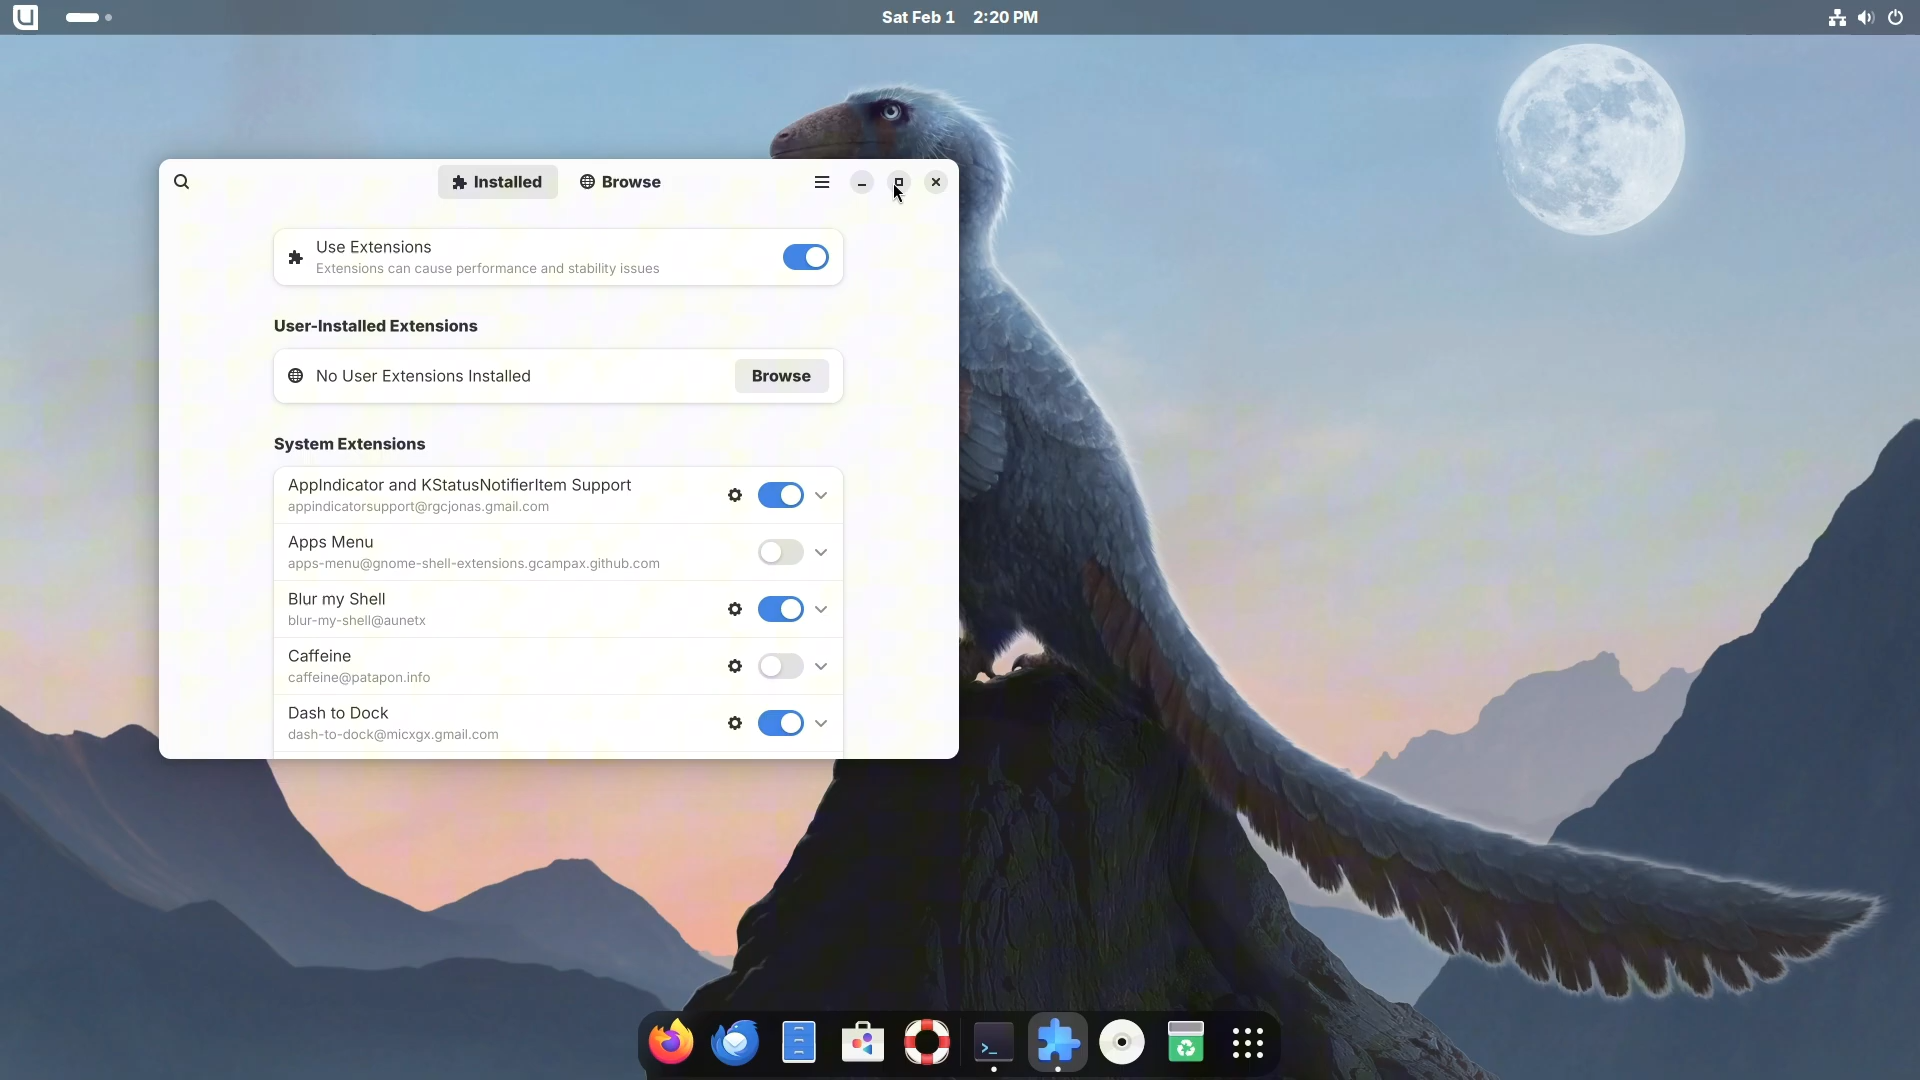 Sat Feb 1 2:20 PM
Installed
Browse
Use Extensions
Extensions can cause performance and stability issues
User-Installed Extensions
No User Extensions Installed
Browse
System Extensions
AppIndicator and KStatusNotifierItem Support
appindicatorsupport@rgcjonas.gmail.com
Apps Menu
apps-menu@gnome-shell-extensions.gcampax.github.com
Blur my Shell
blur-my-shell@aunetx
Caffeine
caffeine@patapon.info
Dash to Dock
dash-to-dock@micxgx.gmail.com